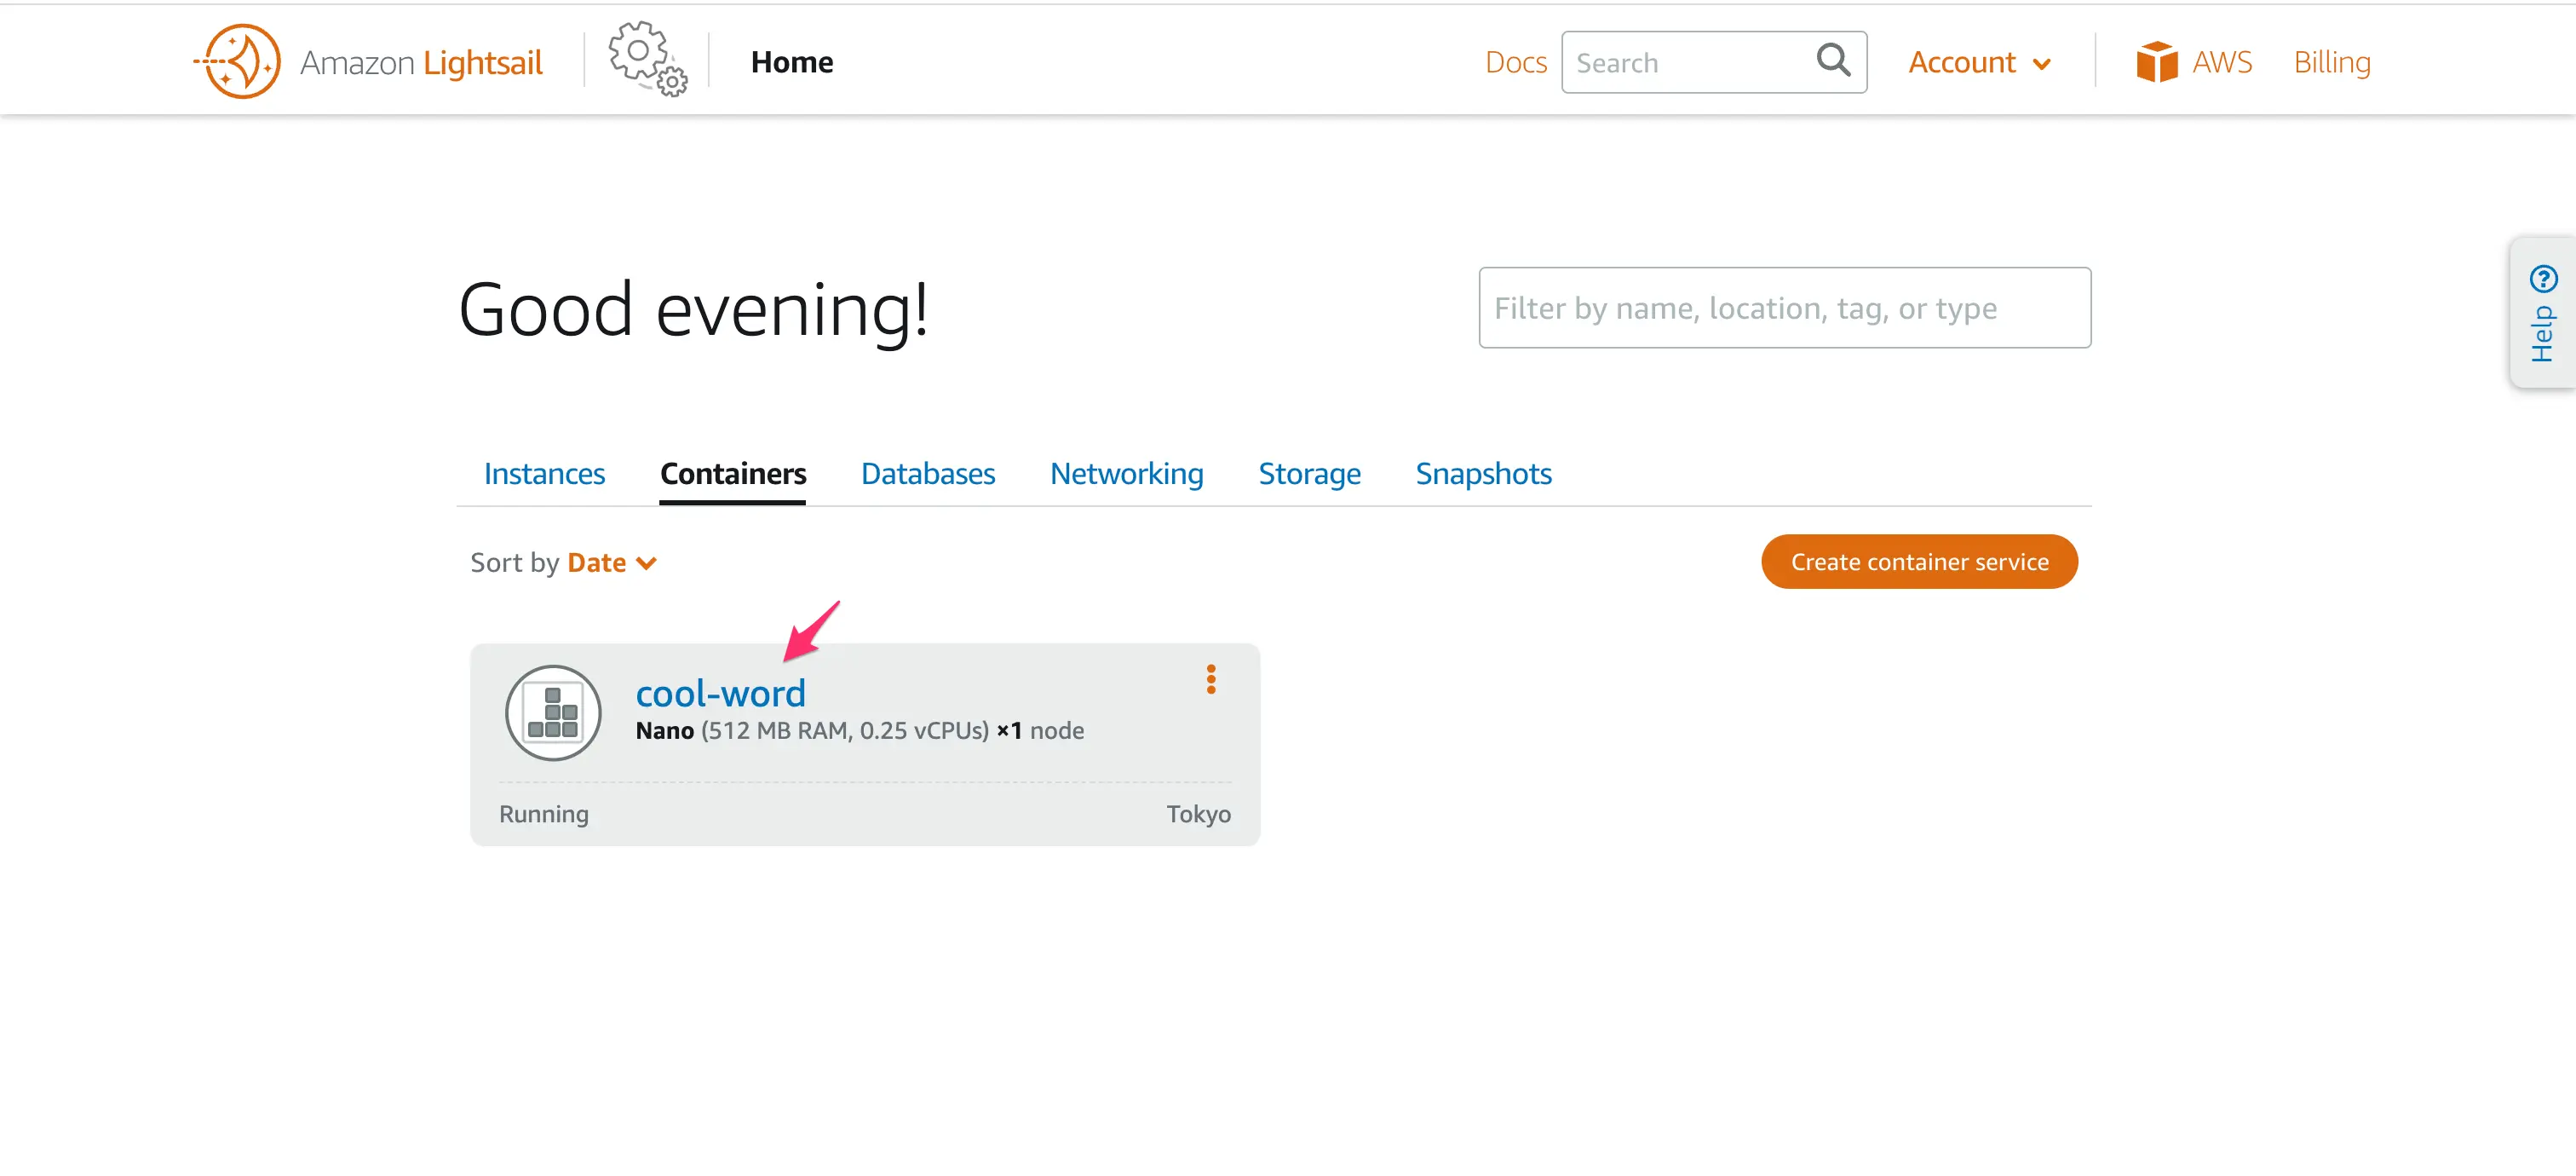 Amazon Lightsail
Home
Docs
Search
Account
AWS
Billing
Help
Good evening!
Filter by name, location, tag, or type
Instances Containers Databases Networking Storage Snapshots
Sort by Date
Create container service
cool-word
Nano (512 MB RAM, 0.25 vCPUs) ×1 node
Running
Tokyo